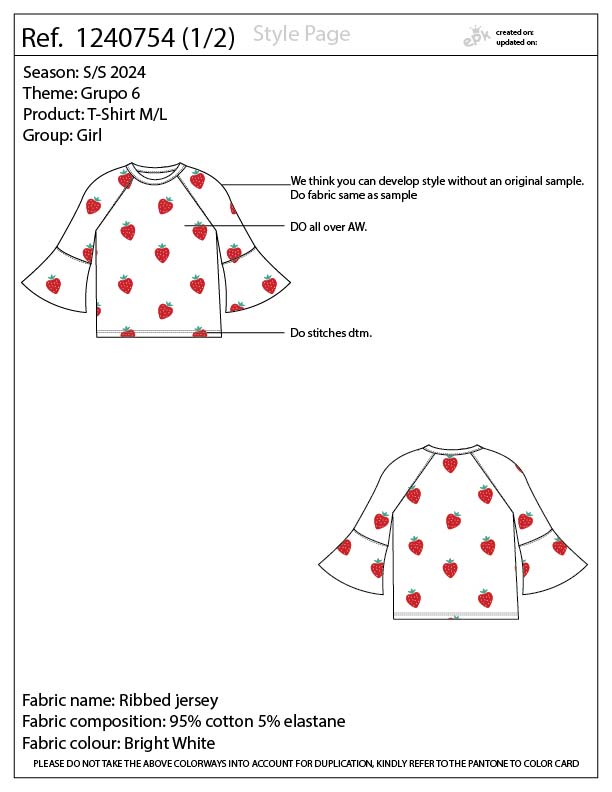 Ref. 1240754 (1/2)
Style Page
epk
created on:
updated on:
Season: S/S 2024
Theme: Grupo 6
Product: T-Shirt M/L
Group: Girl
We think you can develop style without an original sample.
Do fabric same as sample
DO all over AW.
Do stitches dtm.
Fabric name: Ribbed jersey
Fabric composition: 95% cotton 5% elastane
Fabric colour: Bright White
PLEASE DO NOT TAKE THE ABOVE COLORWAYS INTO ACCOUNT FOR DUPLICATION, KINDLY REFER TO THE PANTONE TO COLOR CARD